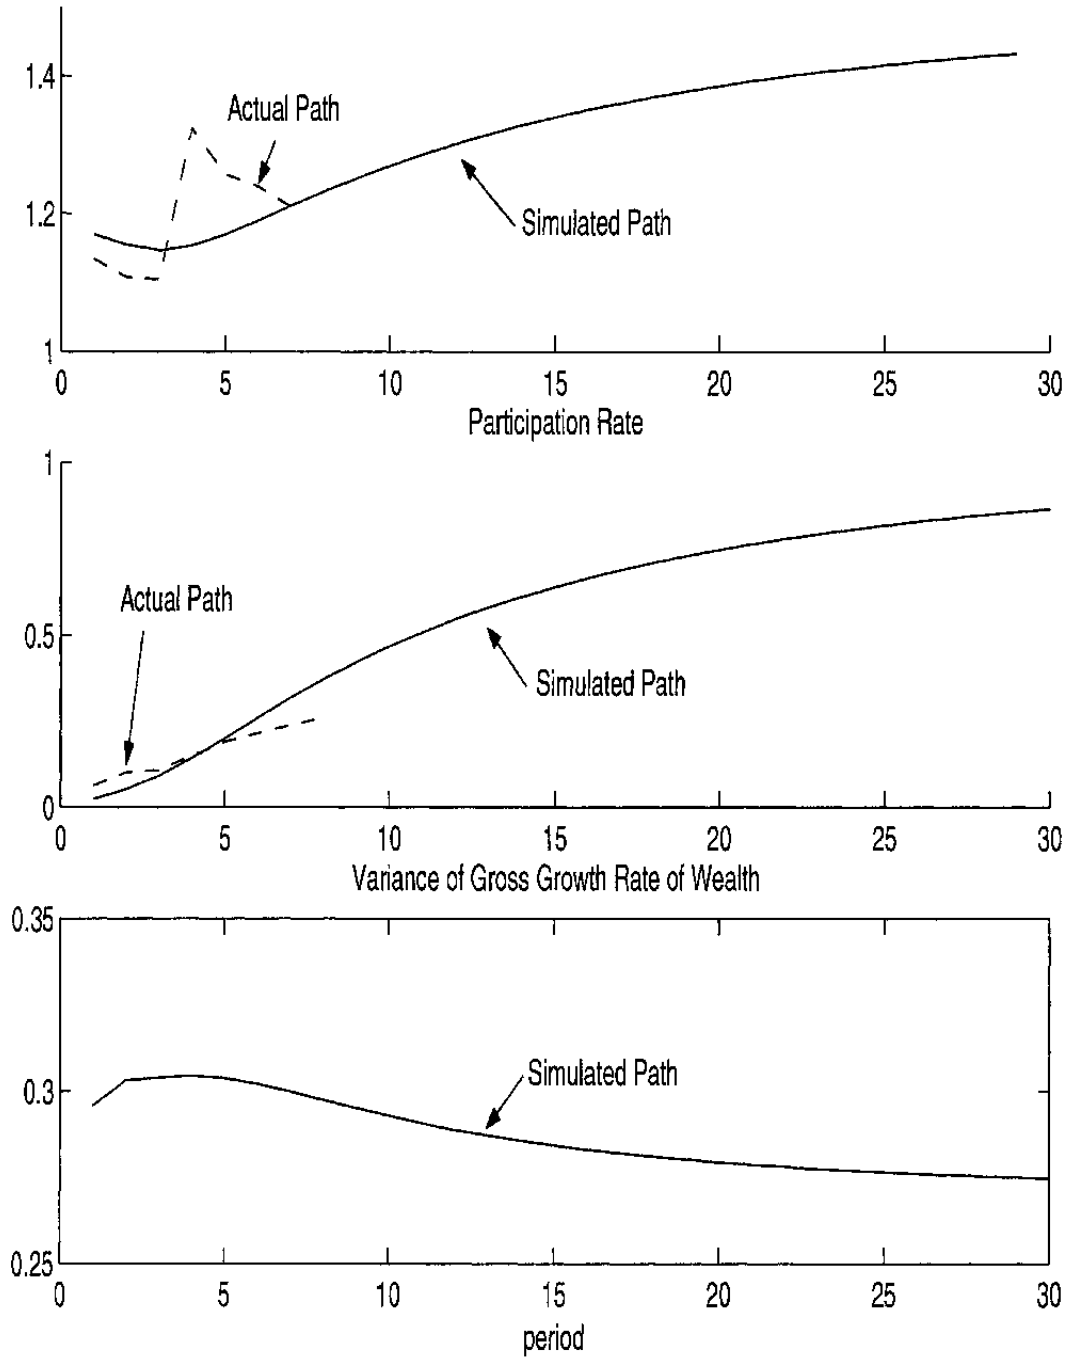 1.4
Actual Path
1.2
Simulated Path
1
0 5 10 15 20 25 30
Participation Rate
1
Actual Path
0.5
Simulated Path
0
0 5 10 15 20 25 30
Variance of Gross Growth Rate of Wealth
0.35
Simulated Path
0.3
0.25
0 5 10 15 20 25 30
period